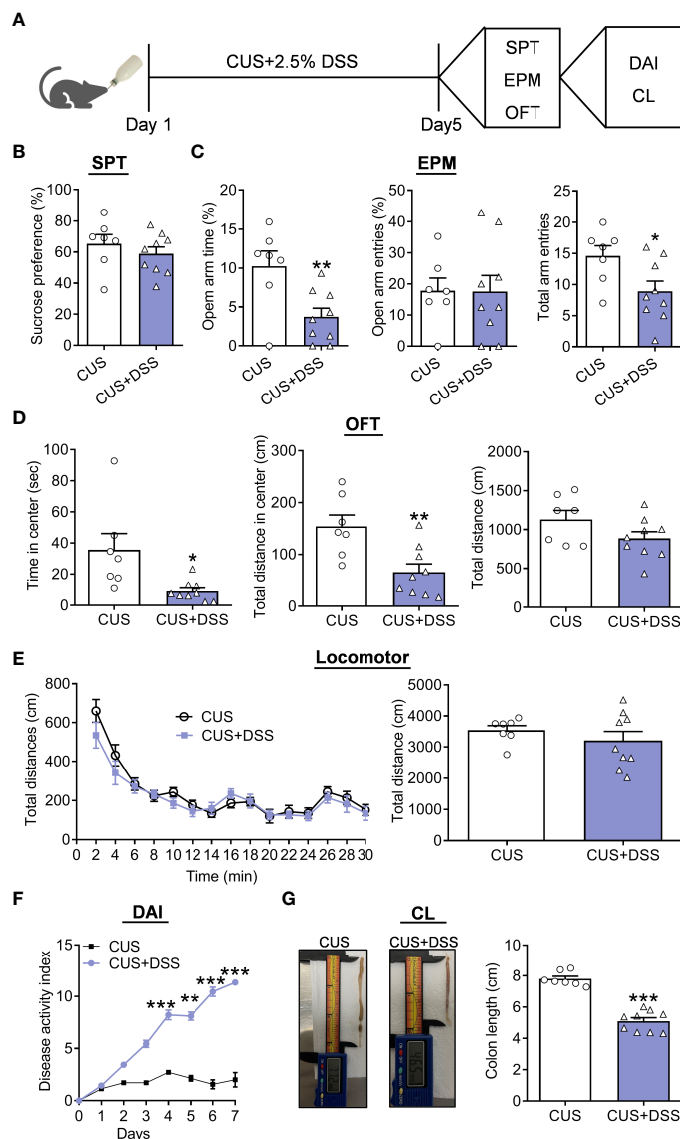 A
CUS+2.5% DSS
Day 1
Day5
SPT
EPM
OFT
DAI
CL
B
SPT
Sucrose preference (%)
100
80
60
40
20
0
CUS
CUS+DSS
C
EPM
Opem arm time (%)
20
15
10
5
0
**
CUS
CUS+DSS
Open arm entries (%)
50
40
30
20
10
0
CUS
CUS+DSS
Total arm entries
25
20
15
10
5
0
*
CUS
CUS+DSS
D
OFT
Time in center (sec)
100
80
60
40
20
0
*
CUS
CUS+DSS
Total distance in center (cm)
300
200
100
0
**
CUS
CUS+DSS
Total distance (cm)
2000
1500
1000
500
0
CUS
CUS+DSS
E
Locomotor
Total distances (cm)
800
600
400
200
0
CUS
CUS+DSS
0 2 4 6 8 10 12 14 16 18 20 22 24 26 28 30
Time (min)
Total distance (cm)
5000
4000
3000
2000
1000
0
CUS
CUS+DSS
F
DAI
Disease activity index
15
10
5
0
CUS
CUS+DSS
*** ** *** ***
0 1 2 3 4 5 6 7
Days
G
CL
CUS
CUS+DSS
Colon length (cm)
10
8
6
4
2
0
***
CUS
CUS+DSS